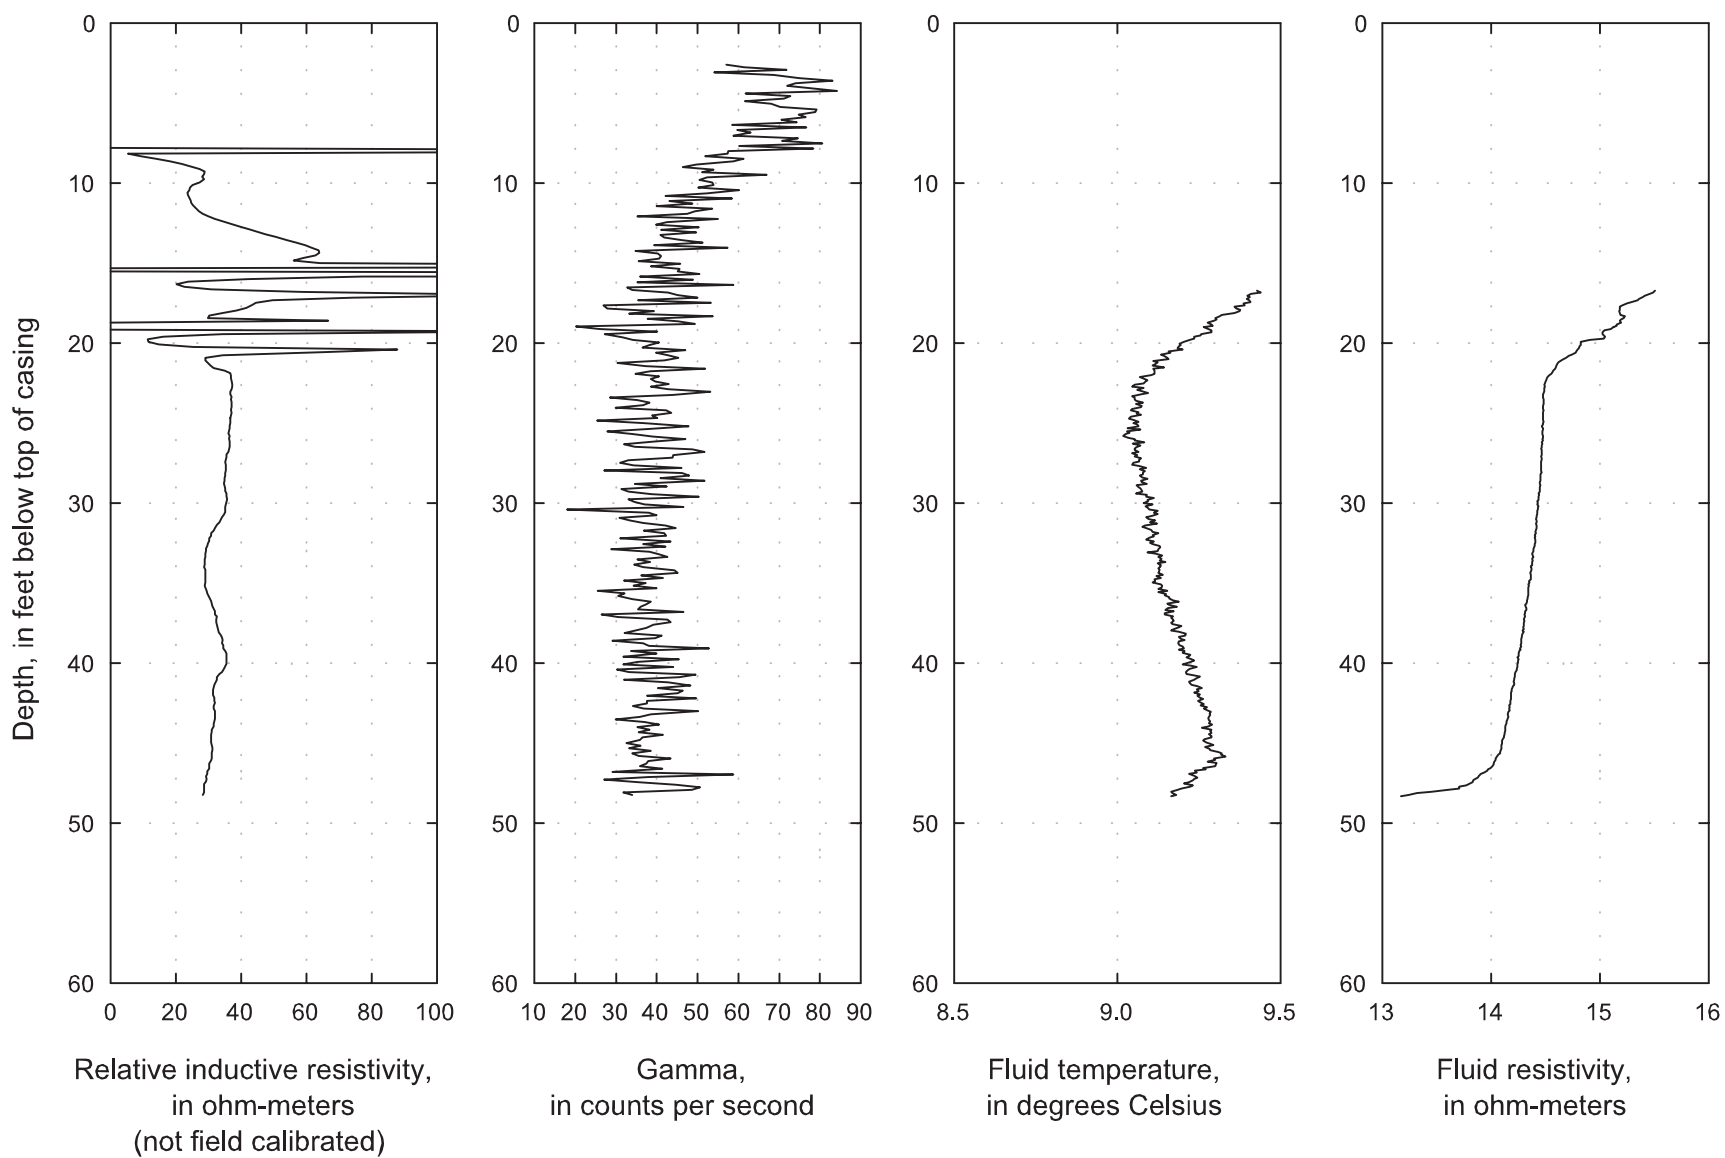 Depth, in feet below top of casing
0
10
20
30
40
50
60
0 20 40 60 80 100
Relative inductive resistivity,
in ohm-meters
(not field calibrated)
0
10
20
30
40
50
60
10 20 30 40 50 60 70 80 90
Gamma,
in counts per second
0
10
20
30
40
50
60
8.5 9.0 9.5
Fluid temperature,
in degrees Celsius
0
10
20
30
40
50
60
13 14 15 16
Fluid resistivity,
in ohm-meters